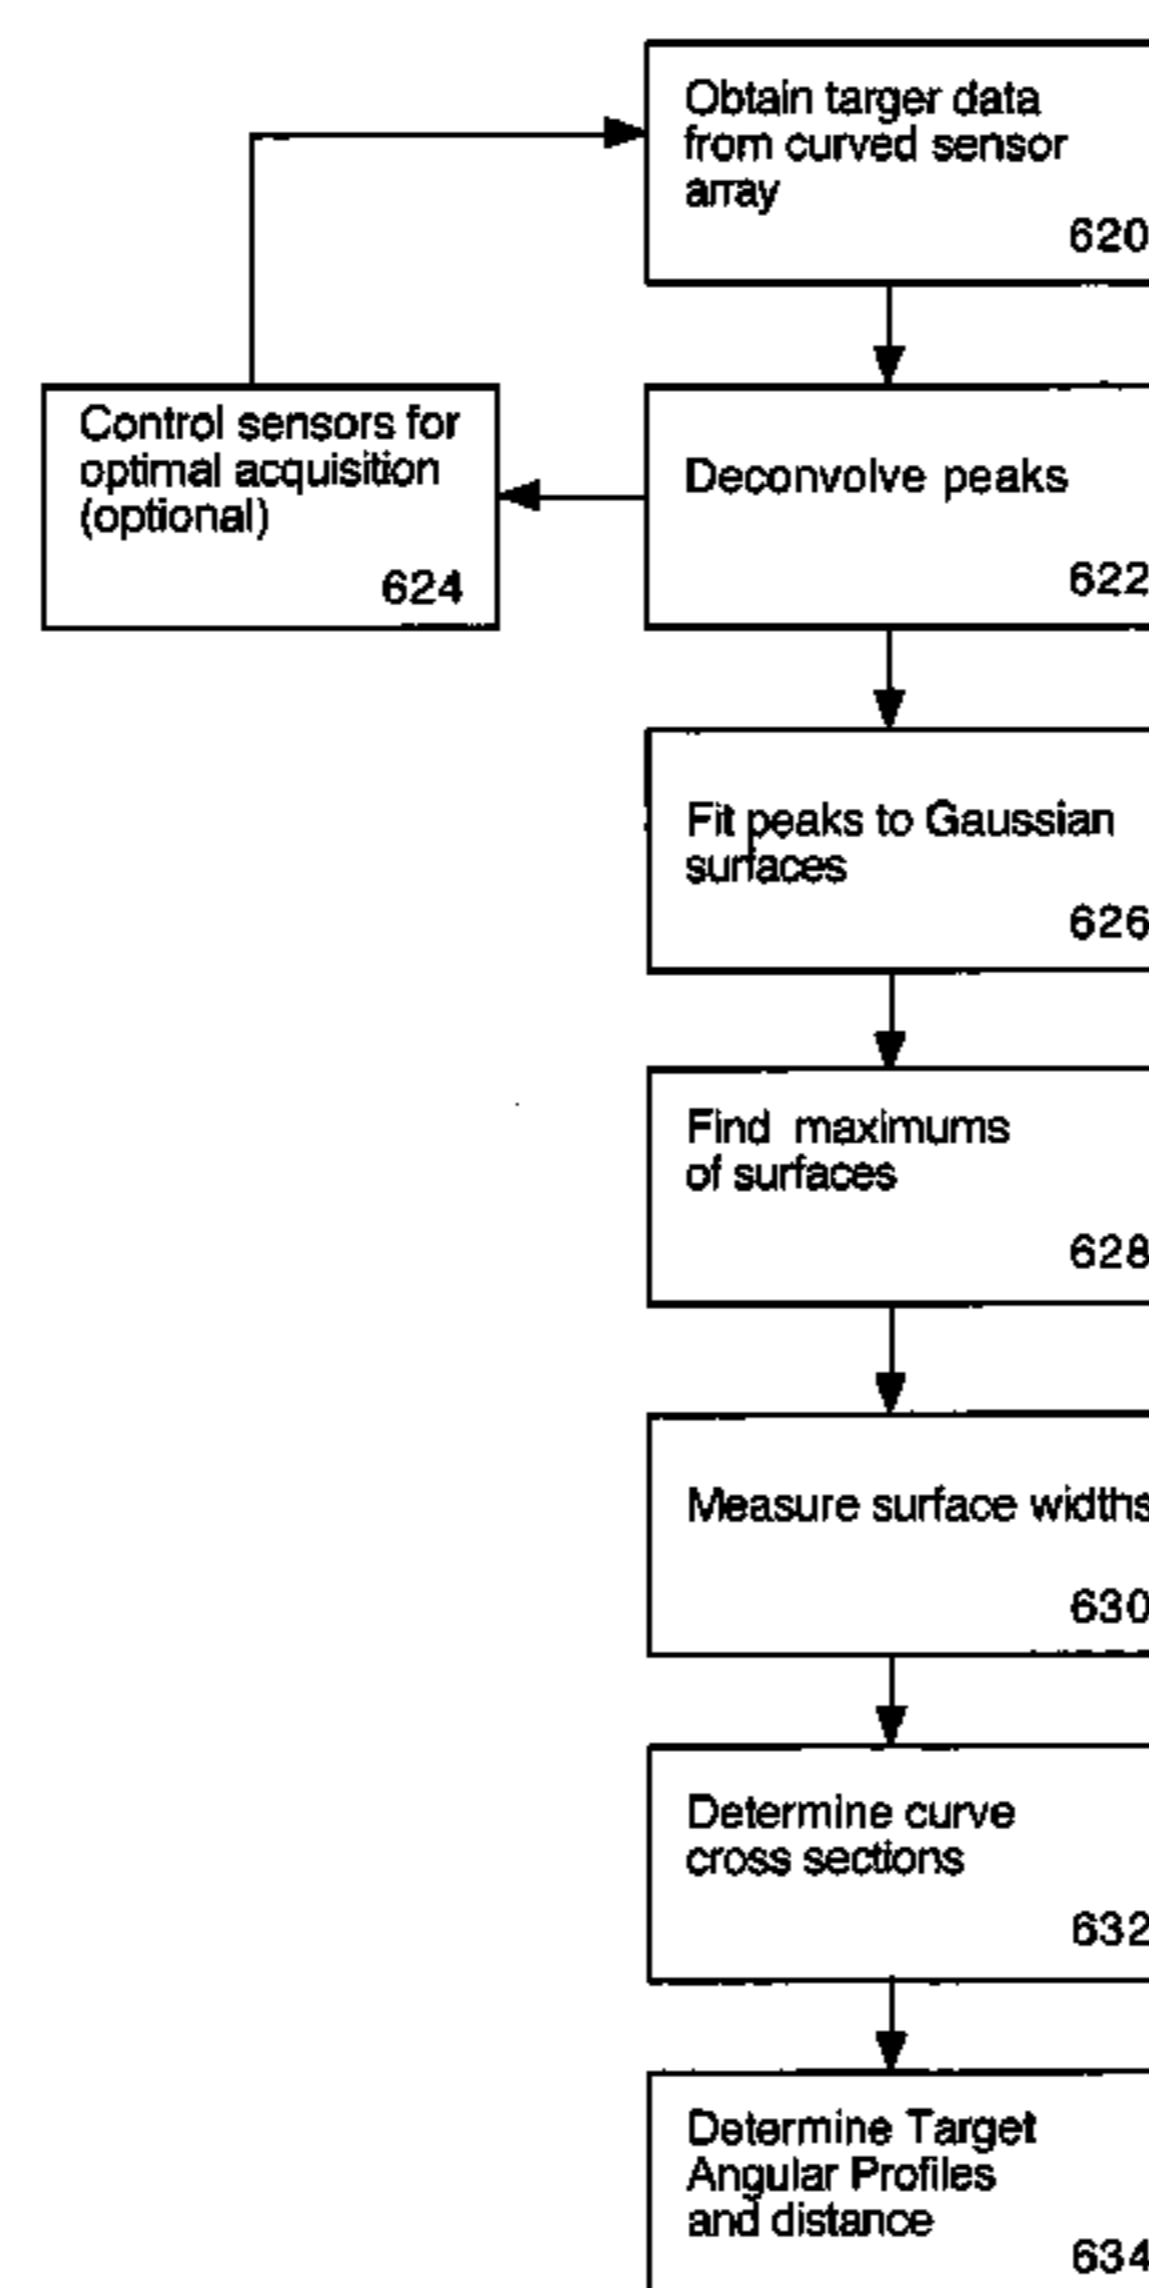 Obtain targer data
from curved sensor
array
620
Control sensors for
optimal acquisition
(optional)
624
Deconvolve peaks
622
Fit peaks to Gaussian
surfaces
626
Find maximums
of surfaces
628
Measure surface widths
630
Determine curve
cross sections
632
Determine Target
Angular Profiles
and distance
634